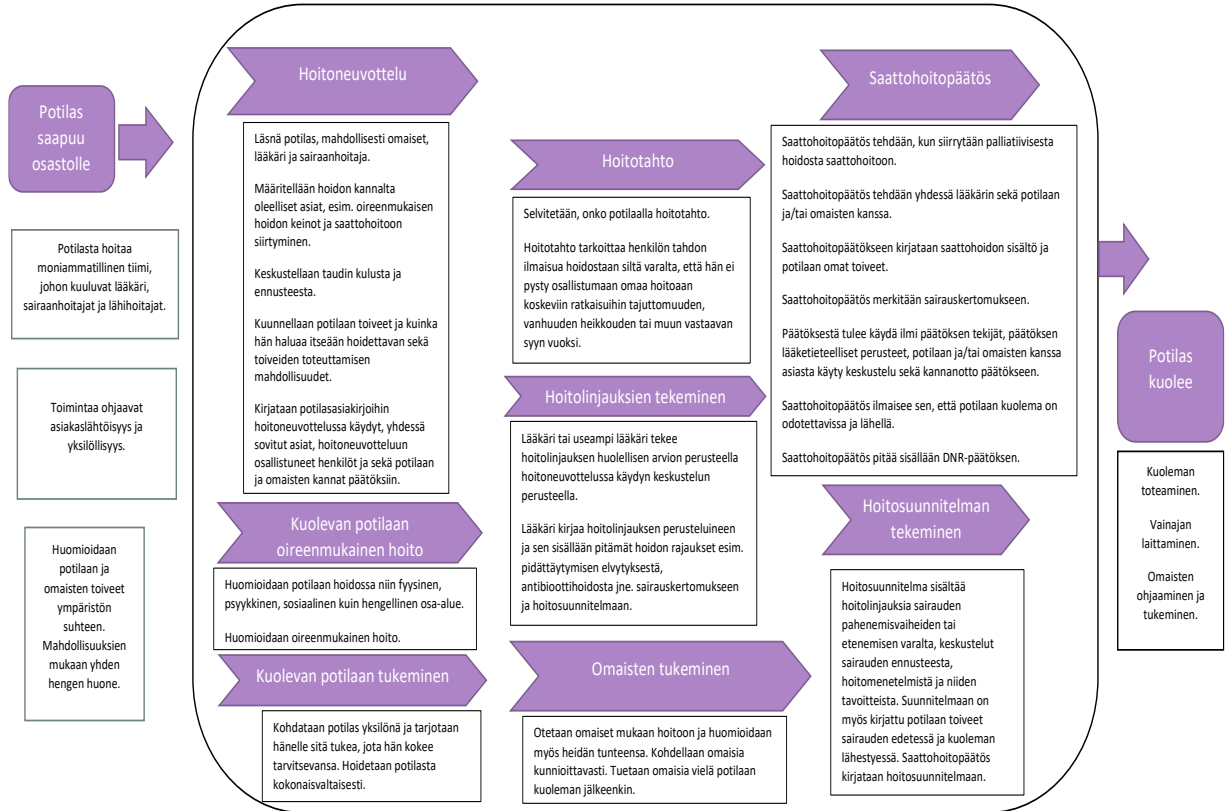 Potilas
saapuu
osastolle
Potilasta hoitaa
moniammatillinen tiimi,
johon kuuluvat lääkäri,
sairaanhoitajat ja lähihoitajat.
Toimintaa ohjaavat
asiakaslähtöisyys ja
yksilöllisyys.
Huomioidaan
potilaan ja
omaisten toiveet
ympäristön
suhteen.
Mahdollisuuksien
mukaan yhden
hengen huone.
Hoitoneuvottelu
Läsnä potilas, mahdollisesti omaiset,
lääkäri ja sairaanhoitaja.
Määritellään hoidon kannalta
oleelliset asiat, esim. oireenmukaisen
hoidon keinot ja saattohoitoon
siirtyminen.
Keskustellaan taudin kulusta ja
ennusteesta.
Kuunnellaan potilaan toiveet ja kuinka
hän haluaa itseään hoidettavan sekä
toiveiden toteuttamisen
mahdollisuudet.
Kirjataan potilasasiakirjoihin
hoitoneuvottelussa käydyt, yhdessä
sovitut asiat, hoitoneuvotteluun
osallistuneet henkilöt ja sekä potilaan
ja omaisten kannat päätöksiin.
Kuolevan potilaan
oireenmukainen hoito
Huomioidaan potilaan hoidossa niin fyysinen,
psyykkinen, sosiaalinen kuin hengellinen osa-alue.
Huomioidaan oireenmukainen hoito.
Kuolevan potilaan tukeminen
Kohdataan potilas yksilönä ja tarjotaan
hänelle sitä tukea, jota hän kokee
tarvitsevansa. Hoidetaan potilasta
kokonaisvaltaisesti.
Hoitotahto
Selvitetään, onko potilaalla hoitotahto.
Hoitotahto tarkoittaa henkilön tahdon
ilmaisua hoidostaan siltä varalta, että hän ei
pysty osallistumaan omaa hoitoaan
koskeviin ratkaisuihin tajuttomuuden,
vanhuuden heikkouden tai muun vastaavan
syyn vuoksi.
Hoitolinjauksien tekeminen
Lääkäri tai useampi lääkäri tekee
hoitolinjauksen huolellisen arvion perusteella
hoitoneuvottelussa käydyn keskustelun
perusteella.
Lääkäri kirjaa hoitolinjauksen perusteluineen
ja sen sisällään pitämät hoidon rajaukset esim.
pidättäytymisen elvytyksestä,
antibioottihoidosta jne. sairauskertomukseen
ja hoitosuunnitelmaan.
Omaisten tukeminen
Otetaan omaiset mukaan hoitoon ja huomioidaan
myös heidän tunteensa. Kohdellaan omaisia
kunnioittavasti. Tuetaan omaisia vielä potilaan
kuoleman jälkeenkin.
Saattohoitopäätös
Saattohoitopäätös tehdään, kun siirrytään palliatiivisesta
hoidosta saattohoitoon.
Saattohoitopäätös tehdään yhdessä lääkärin sekä potilaan
ja/tai omaisten kanssa.
Saattohoitopäätökseen kirjataan saattohoidon sisältö ja
potilaan omat toiveet.
Saattohoitopäätös merkitään sairauskertomukseen.
Päätöksestä tulee käydä ilmi päätöksen tekijät, päätöksen
lääketieteelliset perusteet, potilaan ja/tai omaisten kanssa
asiasta käyty keskustelu sekä kannanotto päätökseen.
Saattohoitopäätös ilmaisee sen, että potilaan kuolema on
odotettavissa ja lähellä.
Saattohoitopäätös pitää sisällään DNR-päätöksen.
Hoitosuunnitelman
tekeminen
Hoitosuunnitelma sisältää
hoitolinjauksia sairauden
pahenemisvaiheiden tai
etenemisen varalta, keskustelut
sairauden ennusteesta,
hoitomenetelmistä ja niiden
tavoitteista. Suunnitelmaan on
myös kirjattu potilaan toiveet
sairauden edetessä ja kuoleman
lähestyessä. Saattohoitopäätös
kirjataan hoitosuunnitelmaan.
Potilas
kuolee
Kuoleman
toteaminen.
Vainajan
laittaminen.
Omaisten
ohjaaminen ja
tukeminen.